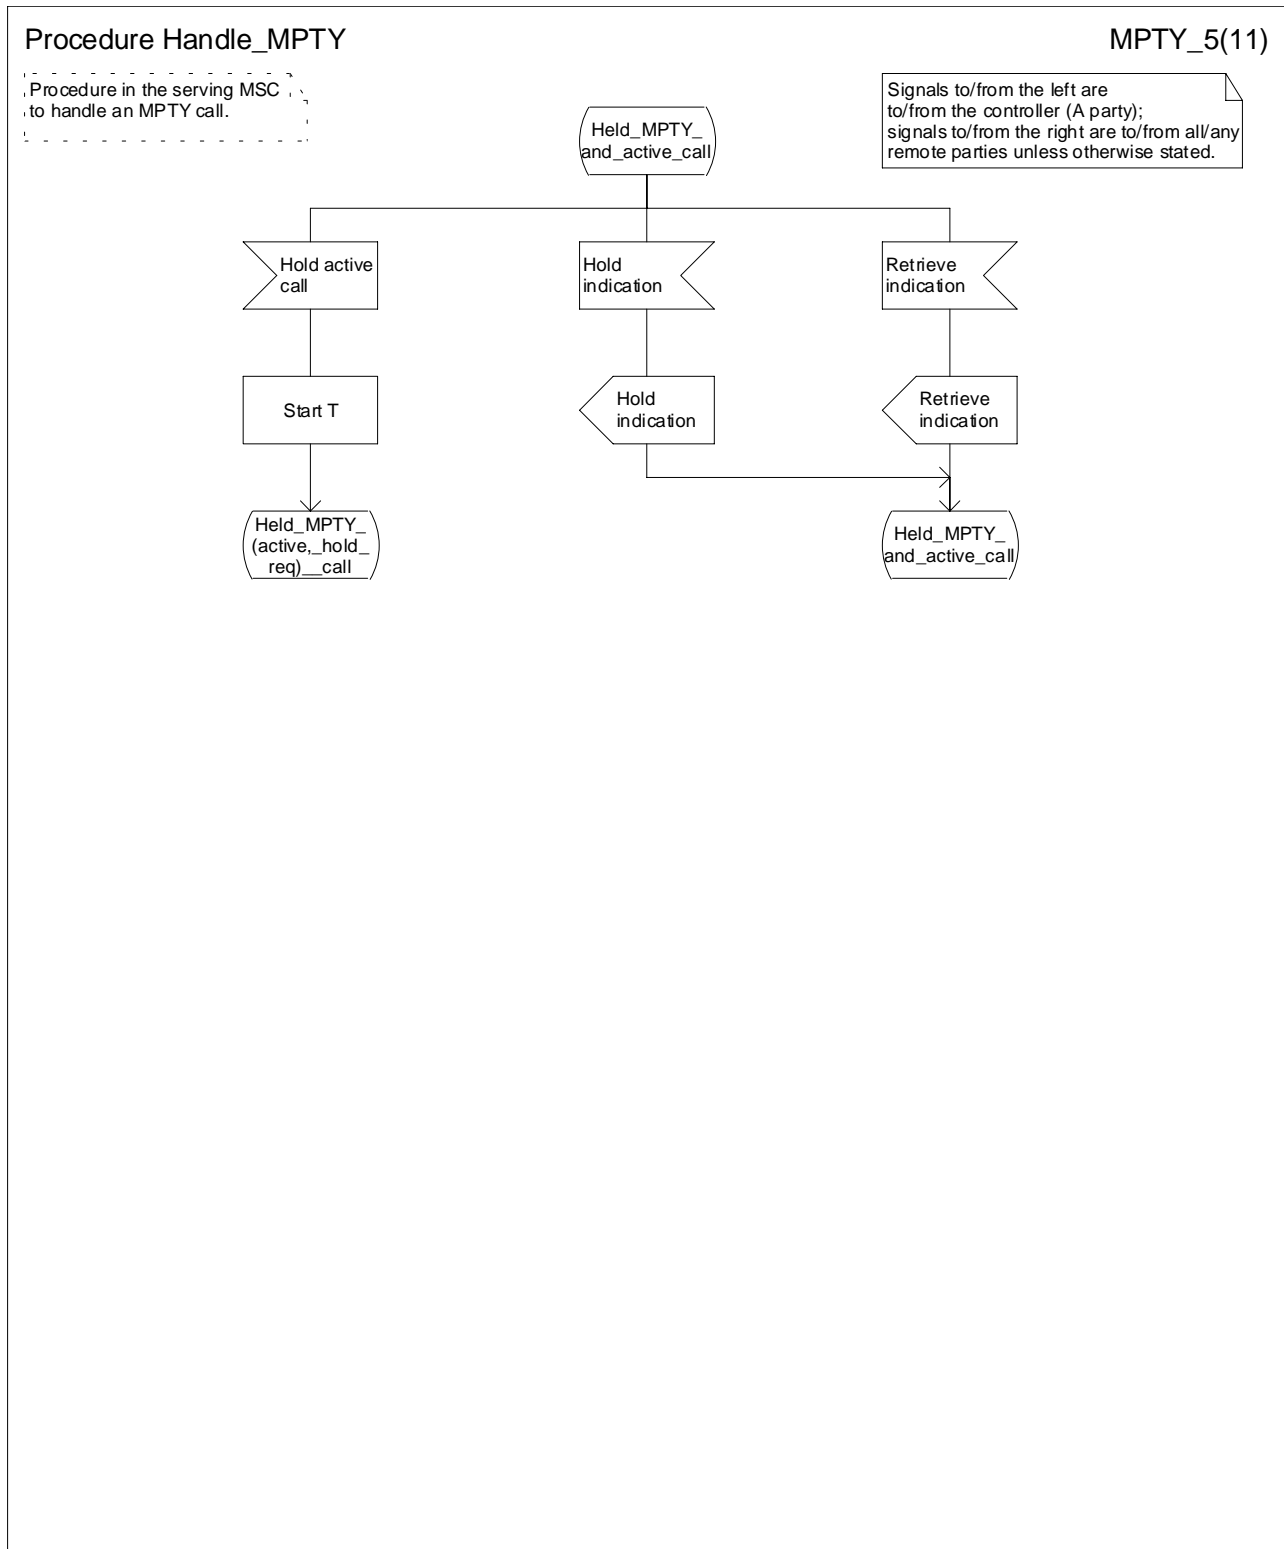 Procedure Handle_MPTY
MPTY_5(11)
Procedure in the serving MSC
to handle an MPTY call.
Signals to/from the left are
to/from the controller (A party);
signals to/from the right are to/from all/any
remote parties unless otherwise stated.
Held_MPTY_
and_active_call
Hold active
call
Hold
indication
Retrieve
indication
Start T
Hold
indication
Retrieve
indication
Held_MPTY_
(active,_hold_
req)__call
Held_MPTY_
and_active_call